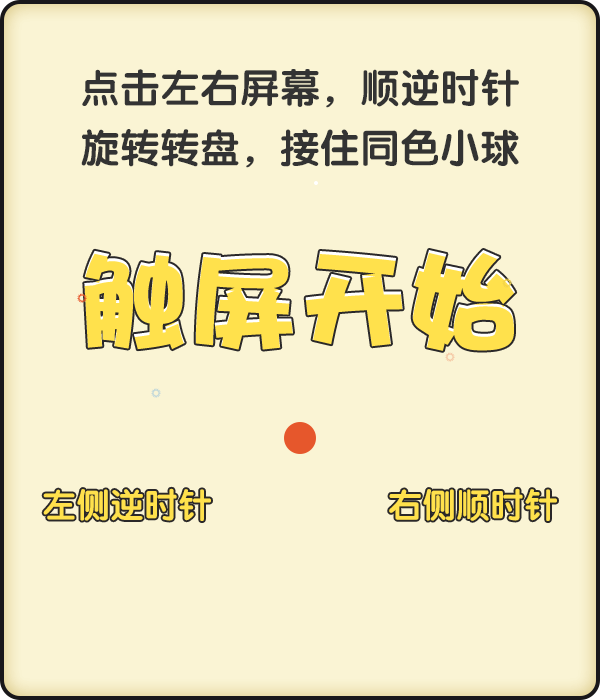 点击左右屏幕，顺逆时针
旋转转盘，接住同色小球
触屏开始
左侧逆时针
右侧顺时针